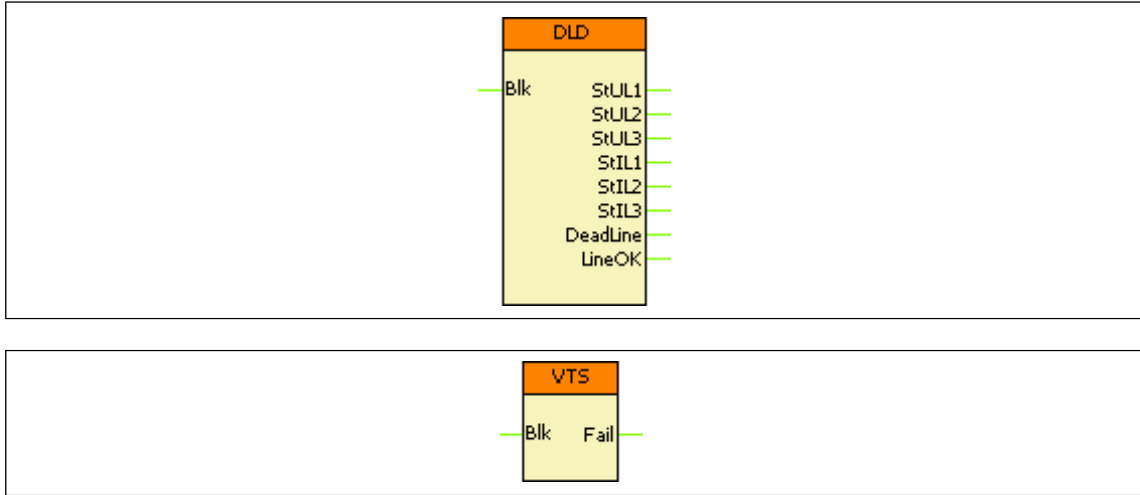 DLD
Blk StUL1
StUL2
StUL3
StIL1
StIL2
StIL3
DeadLine
LineOK
VTS
Blk Fail